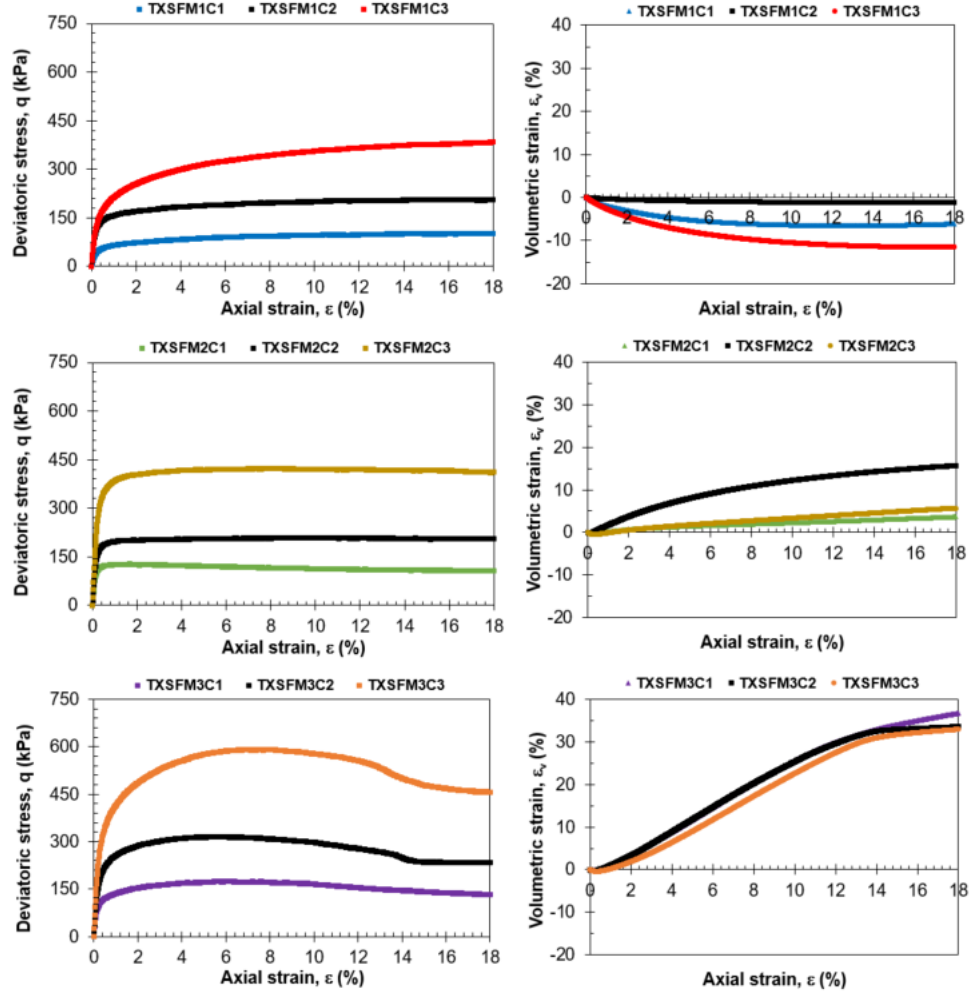 TXSFM1C1 TXSFM1C2 TXSFM1C3
Deviatoric stress, q (kPa)
750
600
450
300
150
0
0 2 4 6 8 10 12 14 16 18
Axial strain, ε (%)
TXSFM1C1 TXSFM1C2 TXSFM1C3
Volumetric strain, εv (%)
40
30
20
10
0
-10
-20
0 2 4 6 8 10 12 14 16 18
Axial strain, ε (%)
TXSFM2C1 TXSFM2C2 TXSFM2C3
Deviatoric stress, q (kPa)
750
600
450
300
150
0
0 2 4 6 8 10 12 14 16 18
Axial strain, ε (%)
TXSFM2C1 TXSFM2C2 TXSFM2C3
Volumetric strain, εv (%)
40
30
20
10
0
-10
-20
0 2 4 6 8 10 12 14 16 18
Axial strain, ε (%)
TXSFM3C1 TXSFM3C2 TXSFM3C3
Deviatoric stress, q (kPa)
750
600
450
300
150
0
0 2 4 6 8 10 12 14 16 18
Axial strain, ε (%)
TXSFM3C1 TXSFM3C2 TXSFM3C3
Volumetric strain, εv (%)
40
30
20
10
0
-10
-20
0 2 4 6 8 10 12 14 16 18
Axial strain, ε (%)